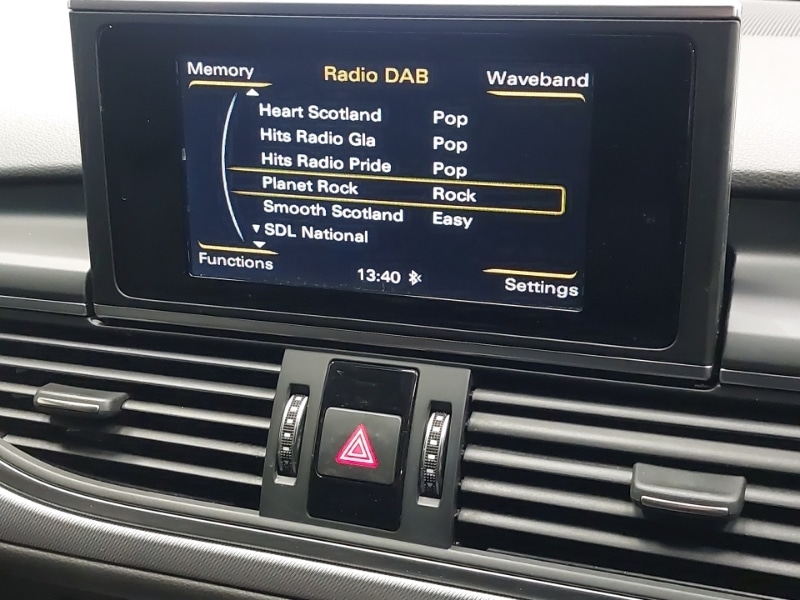 Memory Radio DAB Waveband
Heart Scotland Pop
Hits Radio Gla Pop
Hits Radio Pride Pop
Planet Rock Rock
Smooth Scotland Easy
SDL National
Functions 13:40 Settings